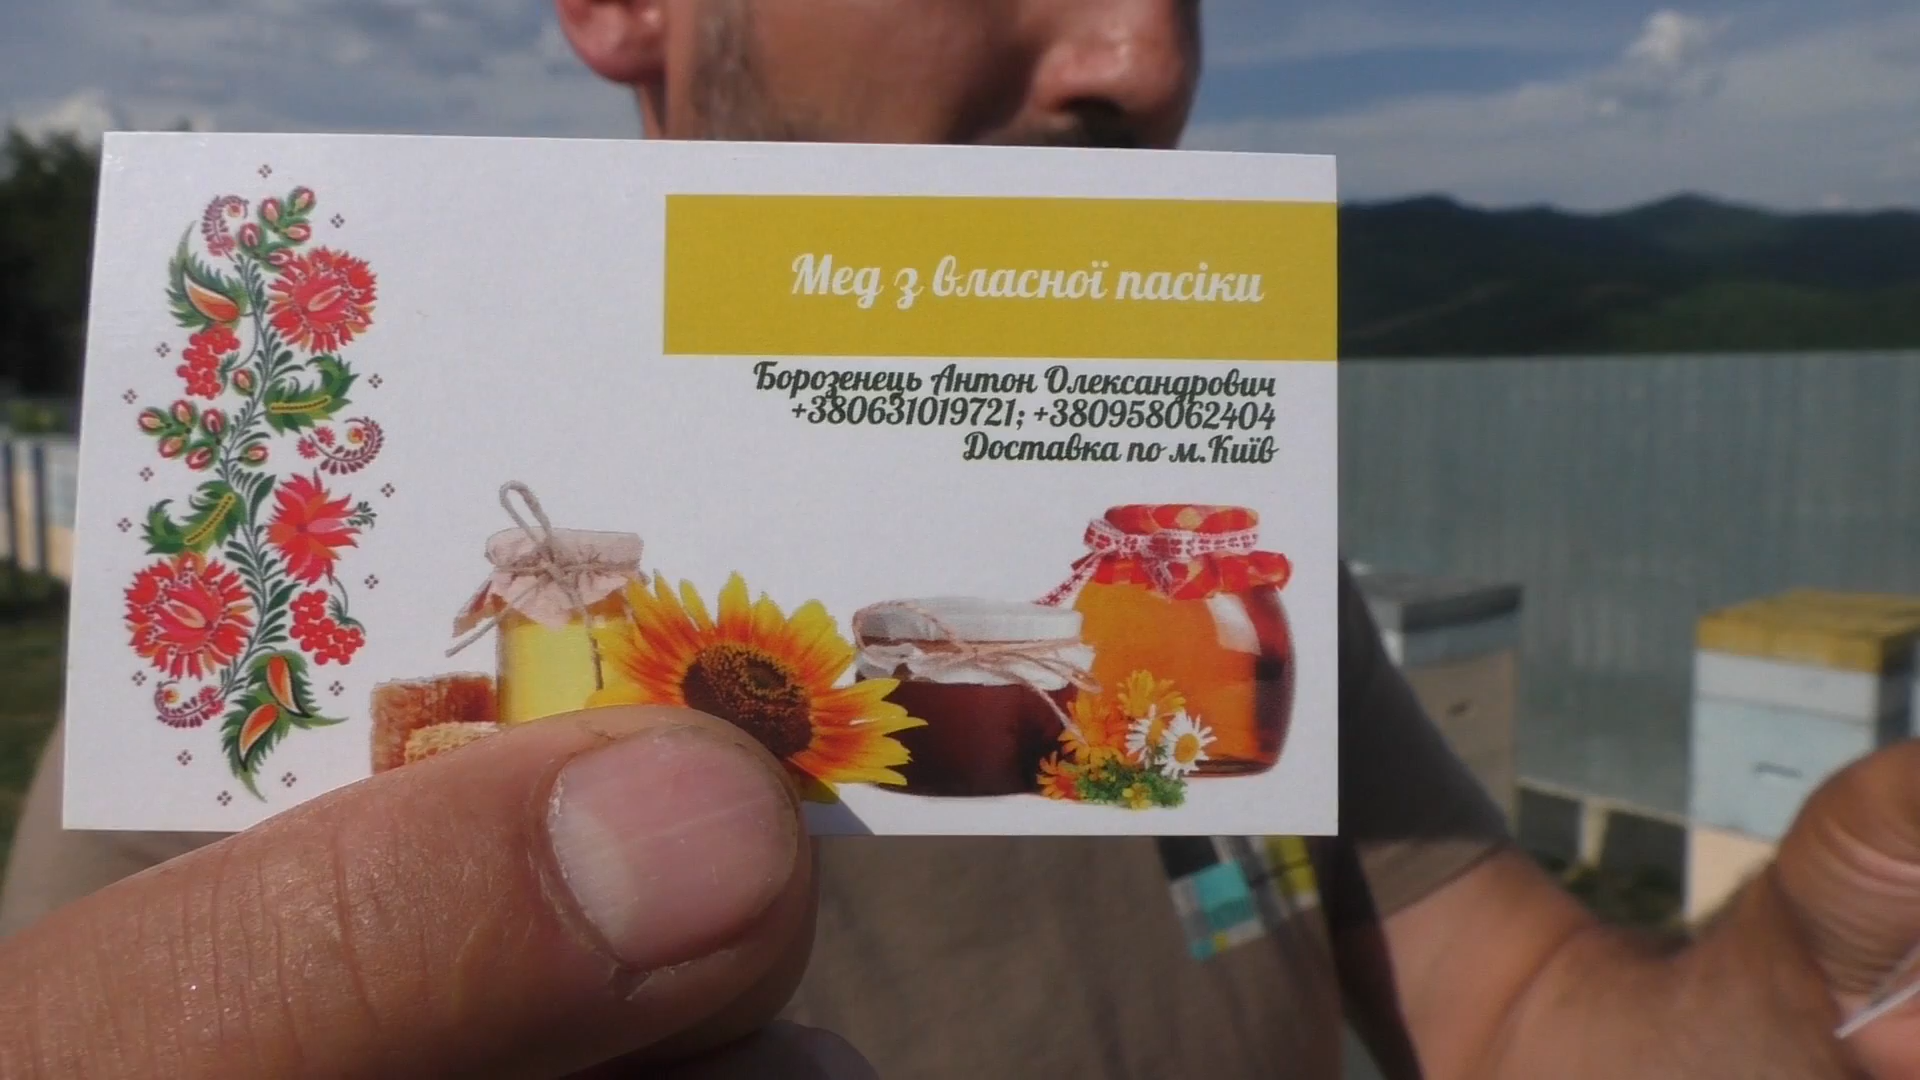 Мед з власної пасіки
Борозенець Антон Олександрович
+380631019721; +380958062404
Доставка по м.Київ